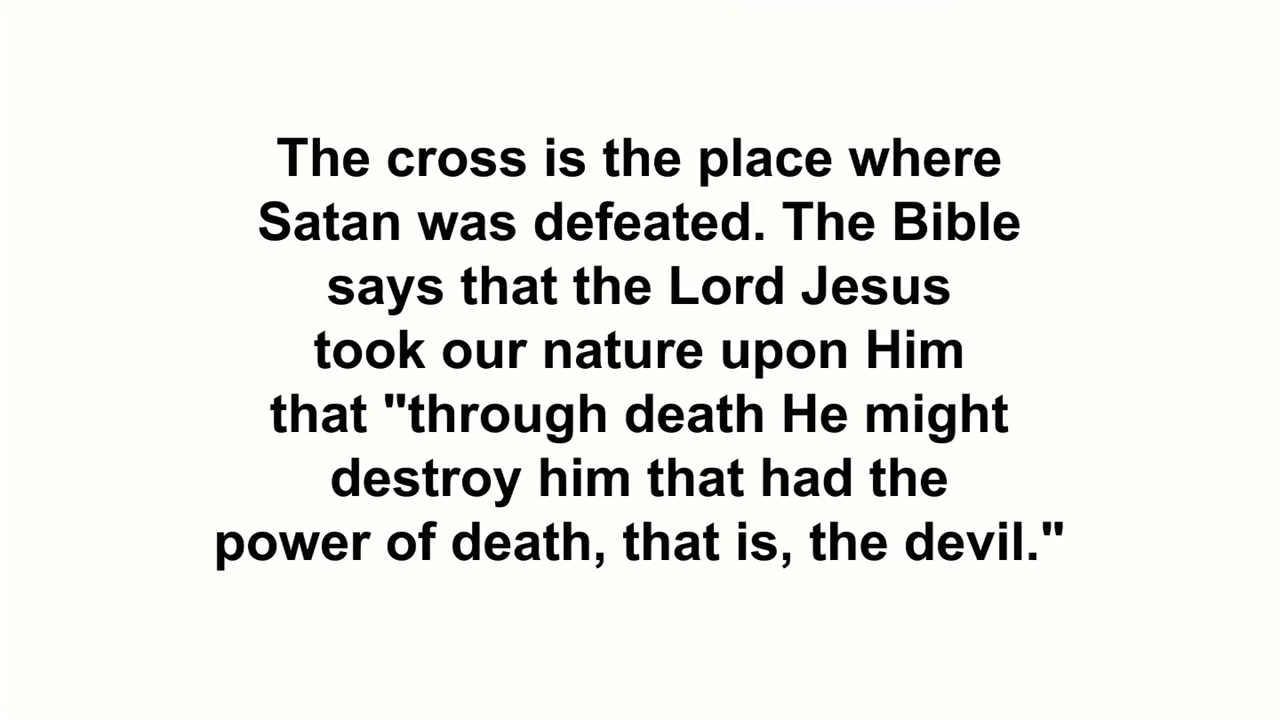 The cross is the place where
Satan was defeated. The Bible
says that the Lord Jesus
took our nature upon Him
that "through death He might
destroy him that had the
power of death, that is, the devil."